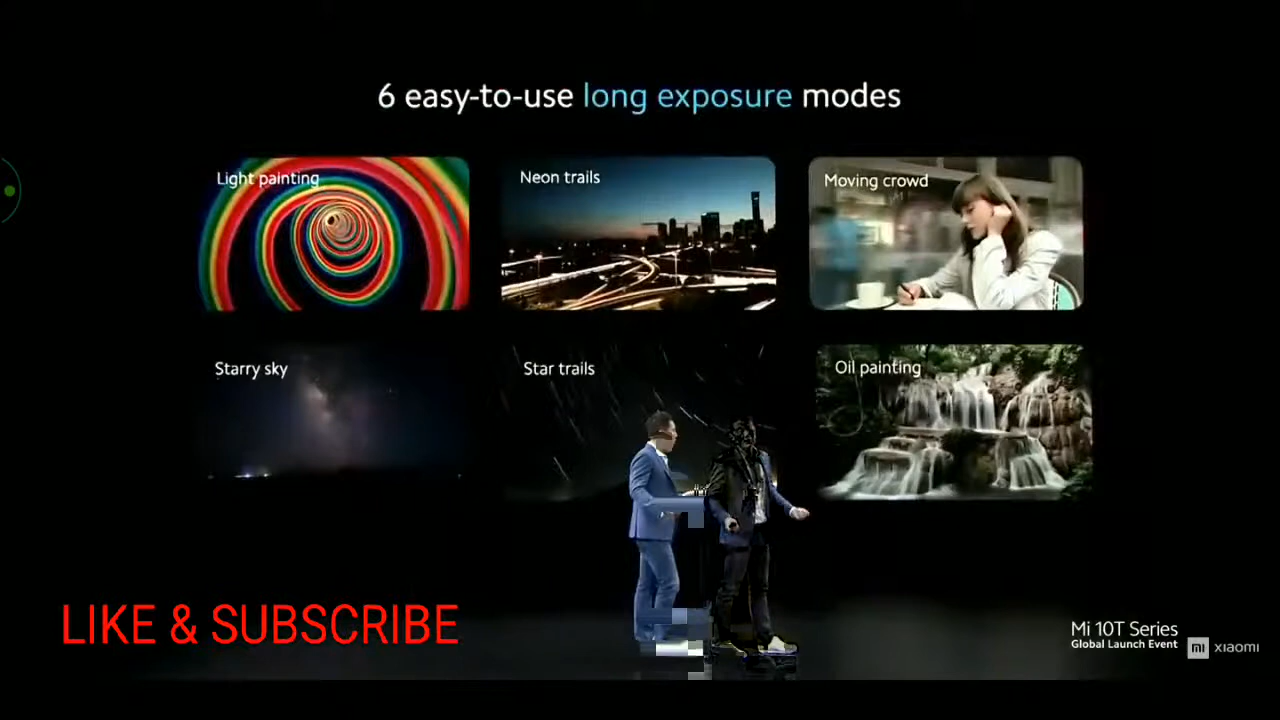 6 easy-to-use long exposure modes
Light painting
Neon trails
Moving crowd
Starry sky
Star trails
Oil painting
LIKE & SUBSCRIBE
Mi 10T Series
Global Launch Event
mi xiaomi